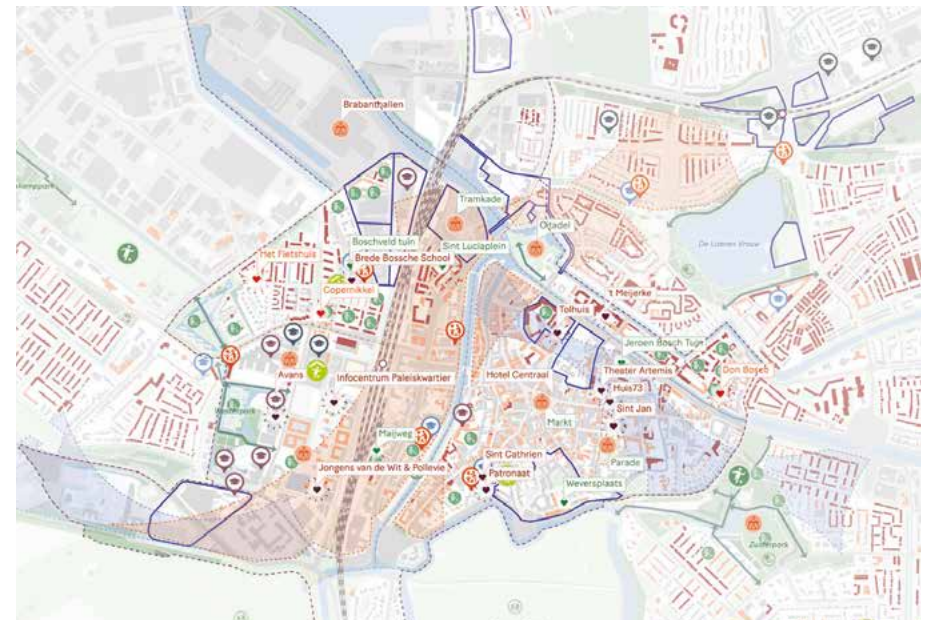 Brabanthallen
Tramkade
Citadel
Boschveld tuin
Sint Luciaplein
Het Fietshuis
Brede Bossche School
De IJzeren Vrouw
Copernikkel
't Meijerke
Tolhuis
Jeroen Bosch Tuin
Avans
Infocentrum Paleiskwartier
Hotel Centraal
Theater Artemis
Don Bosco
Huis73
Westerpark
Sint Jan
Markt
Maijweg
Sint Cathrien
Parade
Jongens van de Wit & Pellevie
Patronaat
Weversplaats
Zuiderpark